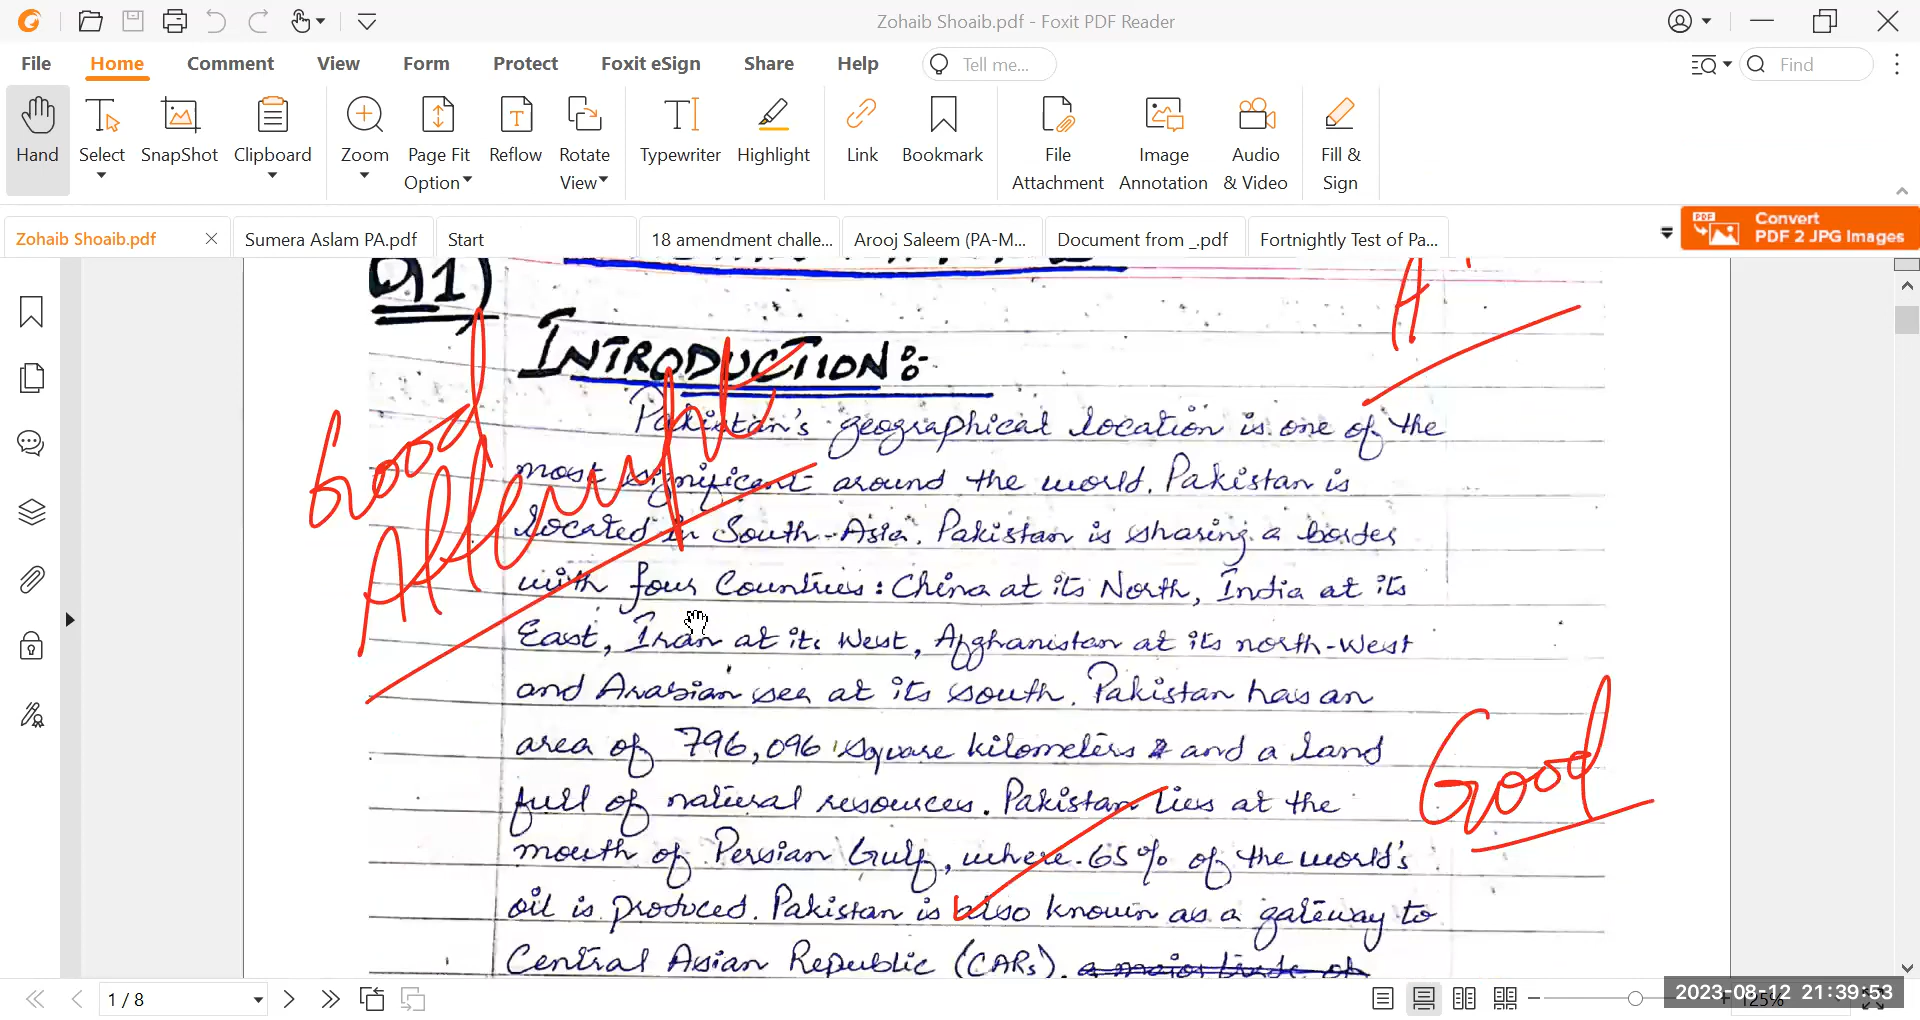 Zohaib Shoaib.pdf - Foxit PDF Reader
File Home Comment View Form Protect Foxit eSign Share Help Tell me... Find
Hand Select SnapShot Clipboard Zoom Page Fit Option Reflow Rotate View Typewriter Highlight Link Bookmark File Attachment Image Annotation Audio & Video Fill & Sign
Zohaib Shoaib.pdf Sumera Aslam PA.pdf Start 18 amendment challe... Arooj Saleem (PA-M... Document from _.pdf Fortnightly Test of Pa...
PDF Convert
PDF 2 JPG Images
Q1)
INTRODUCTION:-
Pakistan's geographical location is one of the
most significant around the world. Pakistan is
located in South-Asia. Pakistan is sharing a border
with four Countries: China at its North, India at its
East, Iran at its West, Afghanistan at its north-West
and Arabian sea at its south. Pakistan has an
area of 796,096 square kilometers and a land
full of natural resources. Pakistan lies at the
mouth of Persian Gulf, where 65% of the world's
oil is produced. Pakistan is also known as a gateway to
Central Asian Republic (CARs). a major trade of
Good
Attempt
Good
1 / 8
125%
2023-08-12 21:39:53